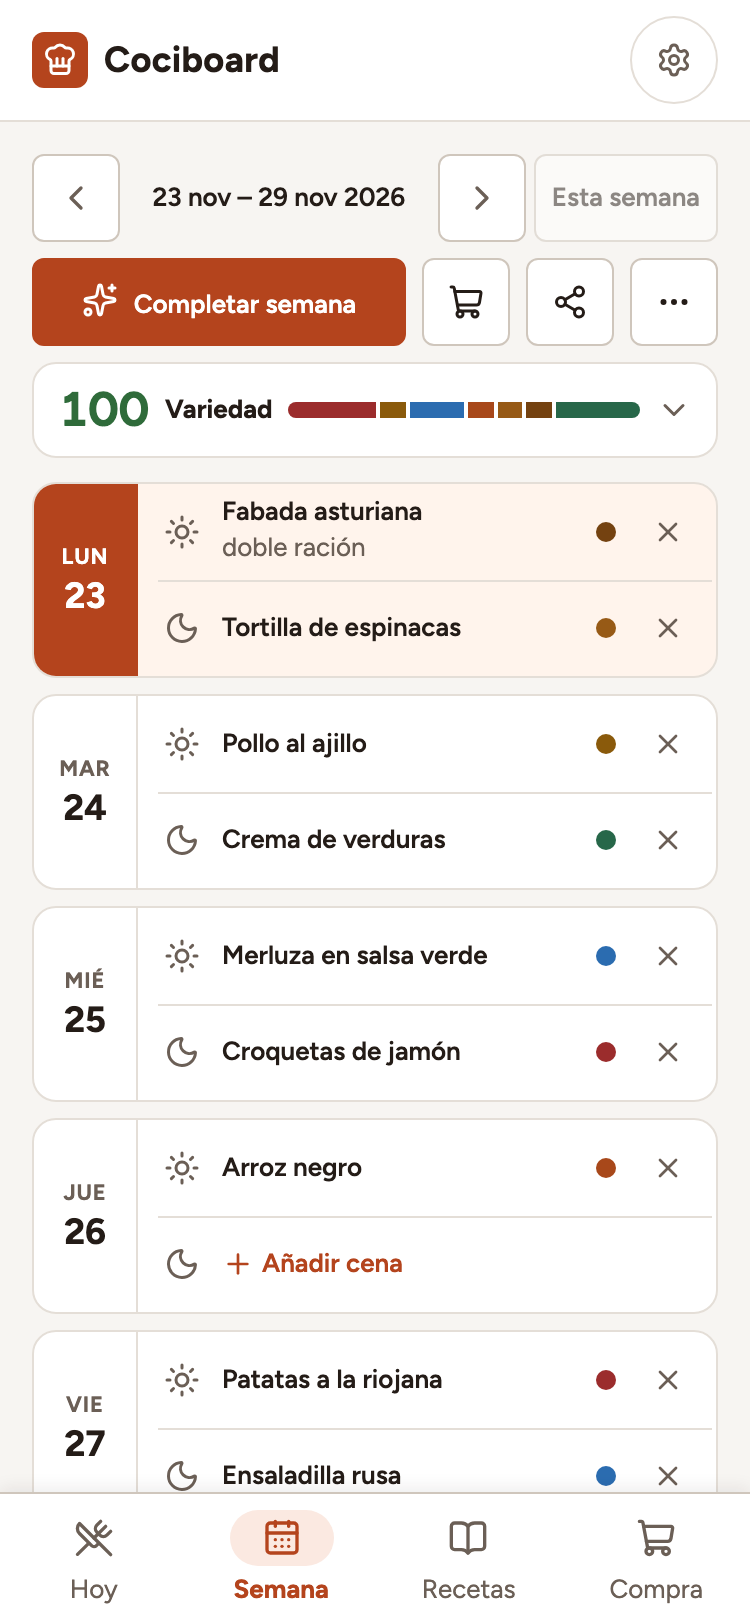 Cociboard
23 nov – 29 nov 2026
Esta semana
Completar semana
100 Variedad
LUN
23
Fabada asturiana
doble ración
Tortilla de espinacas
MAR
24
Pollo al ajillo
Crema de verduras
MIÉ
25
Merluza en salsa verde
Croquetas de jamón
JUE
26
Arroz negro
Añadir cena
VIE
27
Patatas a la riojana
Ensaladilla rusa
Hoy
Semana
Recetas
Compra